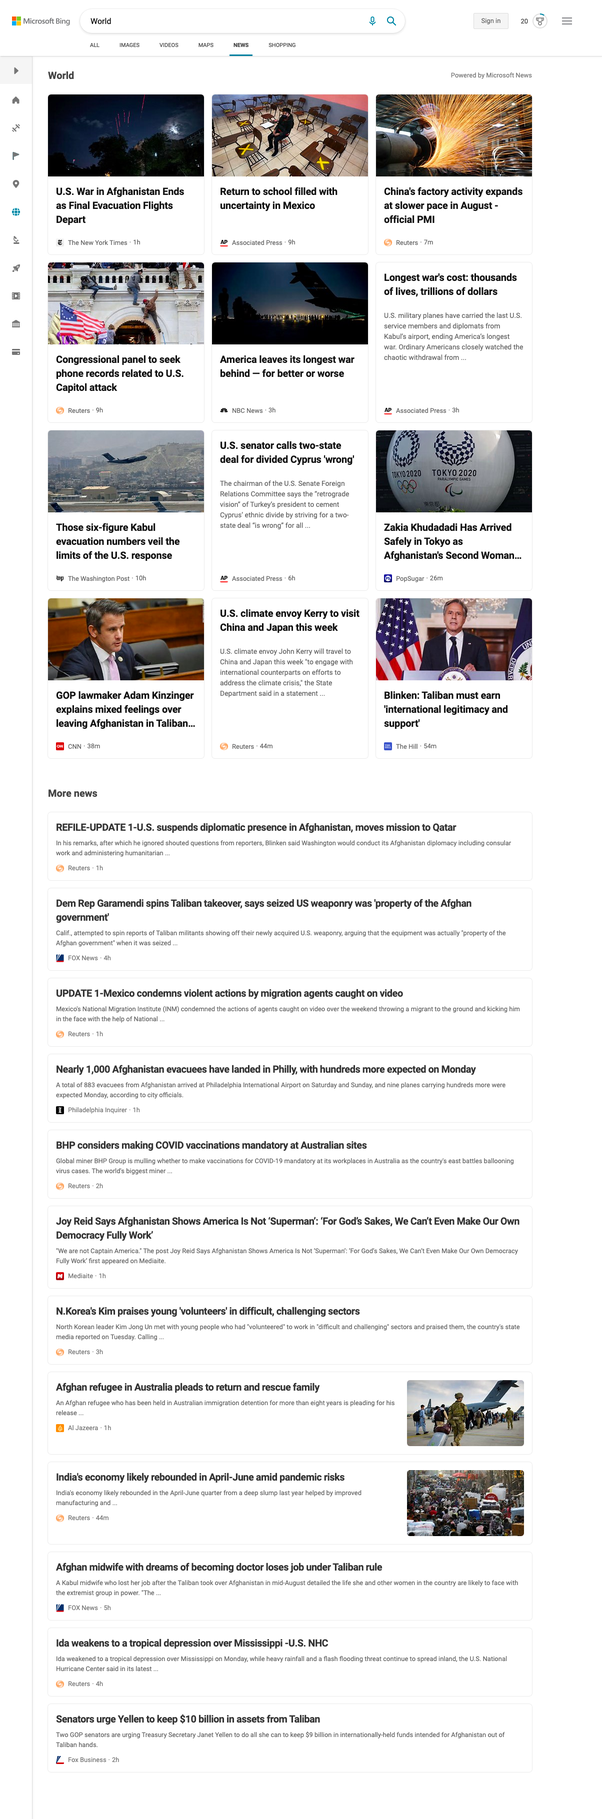 Microsoft Bing
World
Sign in
20
ALL IMAGES VIDEOS MAPS NEWS SHOPPING
World
Powered by Microsoft News
U.S. War in Afghanistan Ends
as Final Evacuation Flights
Depart
The New York Times · 1h
Return to school filled with
uncertainty in Mexico
AP Associated Press · 9h
China's factory activity expands
at slower pace in August -
official PMI
Reuters · 7m
Congressional panel to seek
phone records related to U.S.
Capitol attack
Reuters · 9h
America leaves its longest war
behind — for better or worse
NBC News · 3h
Longest war's cost: thousands
of lives, trillions of dollars
U.S. military planes have carried the last U.S.
service members and diplomats from
Kabul's airport, ending America's longest
war. Ordinary Americans closely watched the
chaotic withdrawal from ...
AP Associated Press · 3h
Those six-figure Kabul
evacuation numbers veil the
limits of the U.S. response
wp The Washington Post · 10h
U.S. senator calls two-state
deal for divided Cyprus 'wrong'
The chairman of the U.S. Senate Foreign
Relations Committee says the "retrograde
vision" of Turkey's president to cement
Cyprus' ethnic divide by striving for a two-
state deal "is wrong" for all ...
AP Associated Press · 6h
TOKYO 2020
PARALYMPIC GAMES
TOKYO 2020
Zakia Khudadadi Has Arrived
Safely in Tokyo as
Afghanistan's Second Woman...
PopSugar · 26m
GOP lawmaker Adam Kinzinger
explains mixed feelings over
leaving Afghanistan in Taliban...
CNN CNN · 38m
U.S. climate envoy Kerry to visit
China and Japan this week
U.S. climate envoy John Kerry will travel to
China and Japan this week "to engage with
international counterparts on efforts to
address the climate crisis," the State
Department said in a statement ...
Reuters · 44m
Blinken: Taliban must earn
'international legitimacy and
support'
The Hill · 54m
More news
REFILE-UPDATE 1-U.S. suspends diplomatic presence in Afghanistan, moves mission to Qatar
In his remarks, after which he ignored shouted questions from reporters, Blinken said Washington would conduct its Afghanistan diplomacy including consular
work and administering humanitarian ...
Reuters · 1h
Dem Rep Garamendi spins Taliban takeover, says seized US weaponry was 'property of the Afghan
government'
Calif., attempted to spin reports of Taliban militants showing off their newly acquired U.S. weaponry, arguing that the equipment was actually "property of the
Afghan government" when it was seized ...
FOX News · 4h
UPDATE 1-Mexico condemns violent actions by migration agents caught on video
Mexico's National Migration Institute (INM) condemned the actions of agents caught on video over the weekend throwing a migrant to the ground and kicking him
in the face with the help of National ...
Reuters · 1h
Nearly 1,000 Afghanistan evacuees have landed in Philly, with hundreds more expected on Monday
A total of 883 evacuees from Afghanistan arrived at Philadelphia International Airport on Saturday and Sunday, and nine planes carrying hundreds more were
expected Monday, according to city officials.
Philadelphia Inquirer · 1h
BHP considers making COVID vaccinations mandatory at Australian sites
Global miner BHP Group is mulling whether to make vaccinations for COVID-19 mandatory at its workplaces in Australia as the country's east battles ballooning
virus cases. The world's biggest miner ...
Reuters · 2h
Joy Reid Says Afghanistan Shows America Is Not 'Superman': 'For God's Sakes, We Can't Even Make Our Own
Democracy Fully Work'
"We are not Captain America." The post Joy Reid Says Afghanistan Shows America Is Not 'Superman': 'For God's Sakes, We Can't Even Make Our Own Democracy
Fully Work' first appeared on Mediaite.
Mediaite · 1h
N.Korea's Kim praises young 'volunteers' in difficult, challenging sectors
North Korean leader Kim Jong Un met with young people who had "volunteered" to work in "difficult and challenging" sectors and praised them, the country's state
media reported on Tuesday. Calling ...
Reuters · 3h
Afghan refugee in Australia pleads to return and rescue family
An Afghan refugee who has been held in Australian immigration detention for more than eight years is pleading for his
release ...
Al Jazeera · 1h
India's economy likely rebounded in April-June amid pandemic risks
India's economy likely rebounded in the April-June quarter from a deep slump last year helped by improved
manufacturing and ...
Reuters · 44m
Afghan midwife with dreams of becoming doctor loses job under Taliban rule
A Kabul midwife who lost her job after the Taliban took over Afghanistan in mid-August detailed the life she and other women in the country are likely to face with
the extremist group in power. "The ...
FOX News · 5h
Ida weakens to a tropical depression over Mississippi -U.S. NHC
Ida weakened to a tropical depression over Mississippi on Monday, while heavy rainfall and a flash flooding threat continue to spread inland, the U.S. National
Hurricane Center said in its latest ...
Reuters · 4h
Senators urge Yellen to keep $10 billion in assets from Taliban
Two GOP senators are urging Treasury Secretary Janet Yellen to do all she can to keep $9 billion in internationally-held funds intended for Afghanistan out of
Taliban hands.
Fox Business · 2h